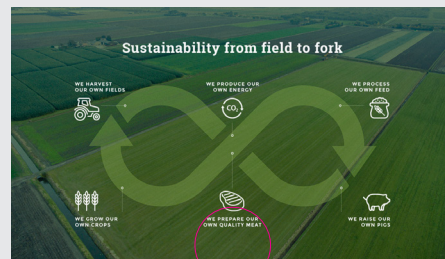 Sustainability from field to fork
WE HARVEST
OUR OWN FIELDS
WE PRODUCE OUR
OWN ENERGY
WE PROCESS
OUR OWN FEED
CO₂
WE GROW OUR
OWN CROPS
WE PREPARE OUR
OWN QUALITY MEAT
WE RAISE OUR
OWN PIGS